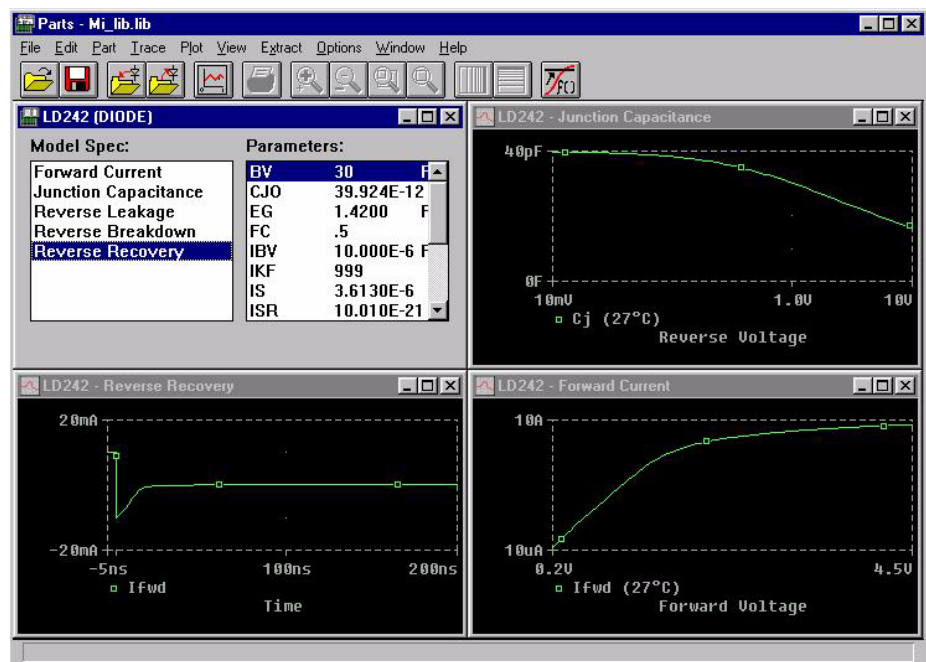 Parts - Mi_lib.lib
File Edit Part Trace Plot View Extract Options Window Help
f()
LD242 (DIODE)
Model Spec:
Forward Current
Junction Capacitance
Reverse Leakage
Reverse Breakdown
Reverse Recovery
Parameters:
BV 30 F
CJO 39.924E-12
EG 1.4200 F
FC .5
IBV 10.000E-6 F
IKF 999
IS 3.6130E-6
ISR 10.010E-21
LD242 - Junction Capacitance
40pF
0F
10mV 1.0V 10V
Cj (27°C)
Reverse Voltage
LD242 - Reverse Recovery
20mA
-20mA
-5ns 100ns 200ns
Ifwd
Time
LD242 - Forward Current
10A
10uA
0.2V 4.5V
Ifwd (27°C)
Forward Voltage